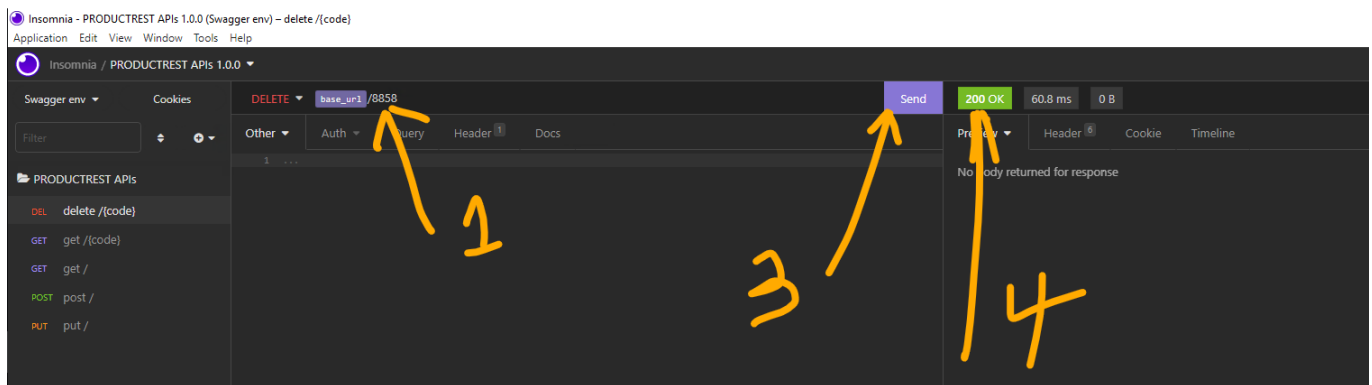 Insomnia - PRODUCTREST APIs 1.0.0 (Swagger env) – delete /{code}
Application Edit View Window Tools Help
Insomnia / PRODUCTREST APIs 1.0.0
Swagger env Cookies
DELETE base_url /8858 Send
200 OK 60.8 ms 0 B
Filter
Other Auth Query Header 1 Docs
Preview Header 6 Cookie Timeline
1 ...
No body returned for response
PRODUCTREST APIs
DEL delete /{code}
GET get /{code}
GET get /
POST post /
PUT put /
1
3
4